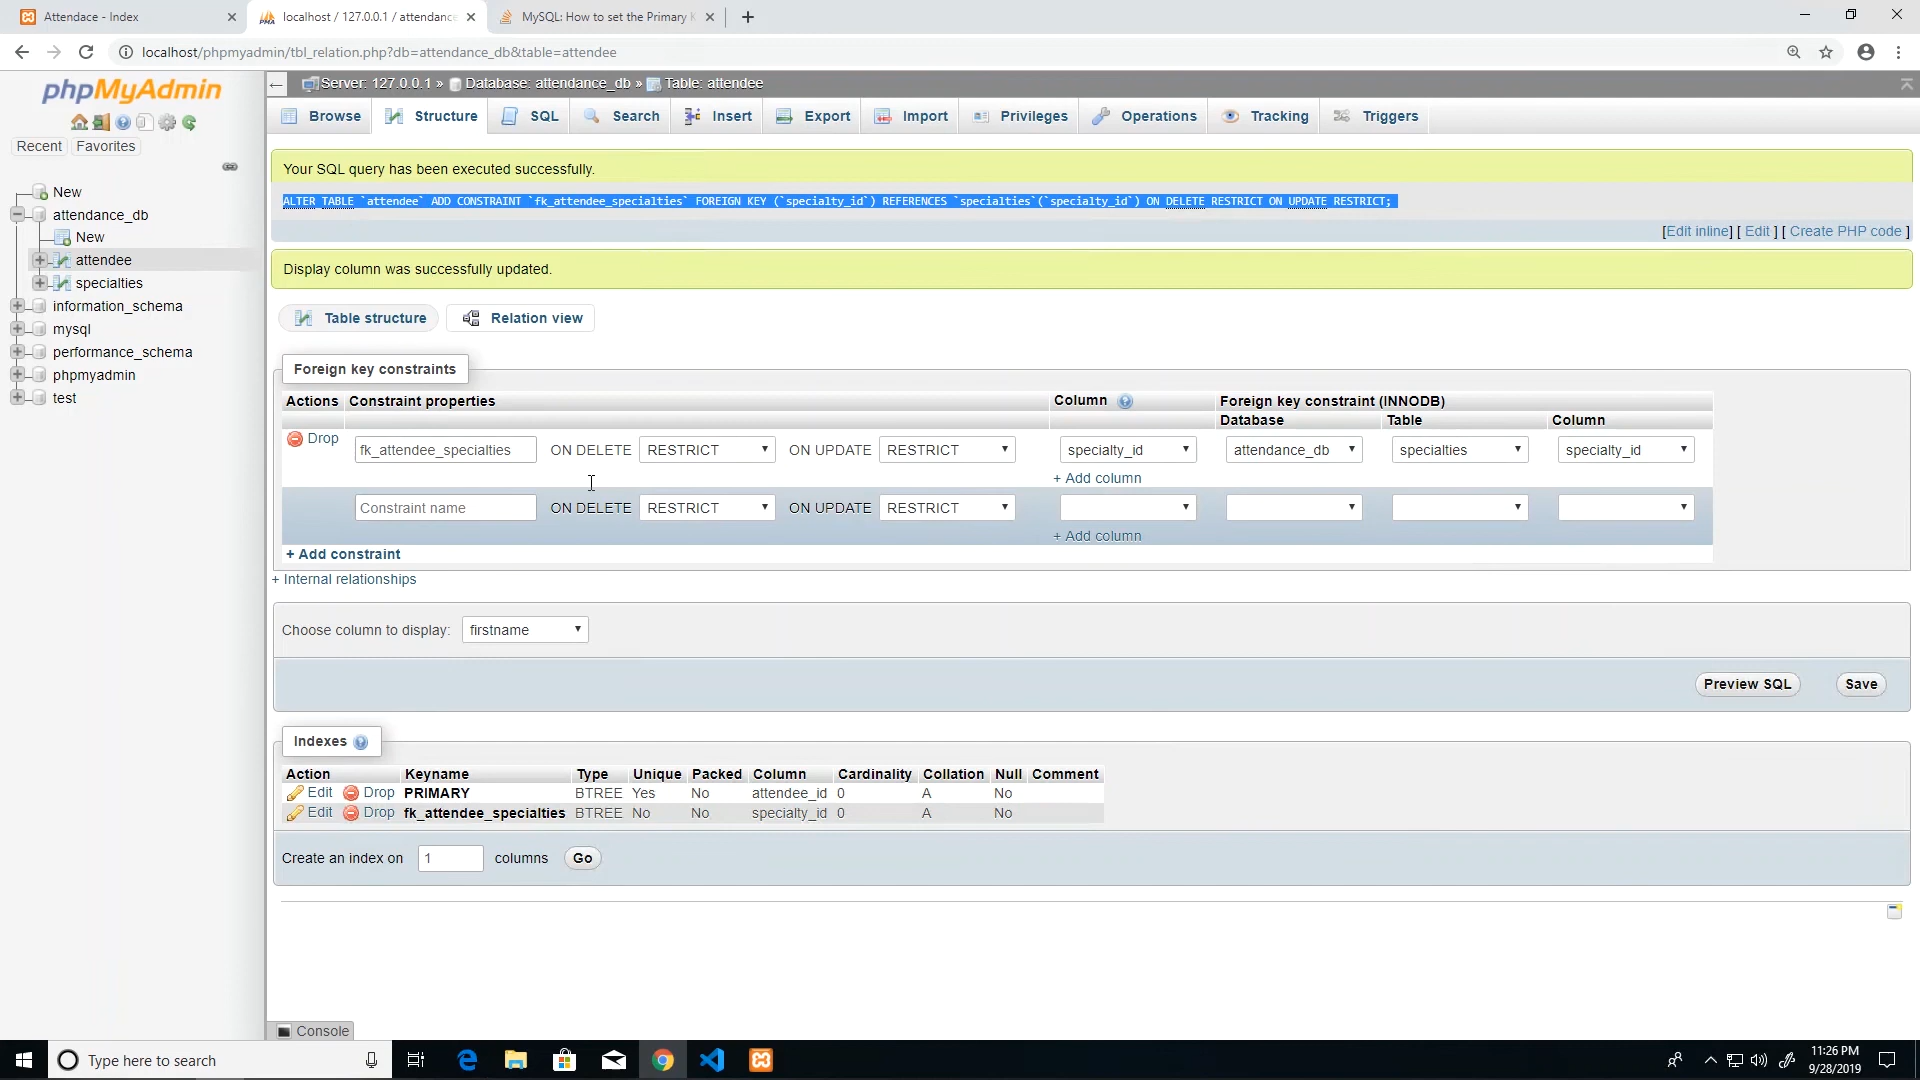 Attendace - Index
localhost / 127.0.0.1 / attendance
MySQL: How to set the Primary K
localhost/phpmyadmin/tbl_relation.php?db=attendance_db&table=attendee
phpMyAdmin
Recent Favorites
New
attendance_db
New
attendee
specialties
information_schema
mysql
performance_schema
phpmyadmin
test
Server: 127.0.0.1 » Database: attendance_db » Table: attendee
Browse Structure SQL Search Insert Export Import Privileges Operations Tracking Triggers
Your SQL query has been executed successfully.
ALTER TABLE `attendee` ADD CONSTRAINT `fk_attendee_specialties` FOREIGN KEY (`specialty_id`) REFERENCES `specialties`(`specialty_id`) ON DELETE RESTRICT ON UPDATE RESTRICT;
[Edit inline] [ Edit ] [ Create PHP code ]
Display column was successfully updated.
Table structure Relation view
Foreign key constraints
Actions Constraint properties Column Foreign key constraint (INNODB)
Database Table Column
Drop fk_attendee_specialties ON DELETE RESTRICT ON UPDATE RESTRICT specialty_id attendance_db specialties specialty_id
+ Add column
Constraint name ON DELETE RESTRICT ON UPDATE RESTRICT
+ Add column
+ Add constraint
+ Internal relationships
Choose column to display: firstname
Preview SQL Save
Indexes
Action Keyname Type Unique Packed Column Cardinality Collation Null Comment
Edit Drop PRIMARY BTREE Yes No attendee_id 0 A No
Edit Drop fk_attendee_specialties BTREE No No specialty_id 0 A No
Create an index on 1 columns Go
Console
Type here to search
11:26 PM
9/28/2019